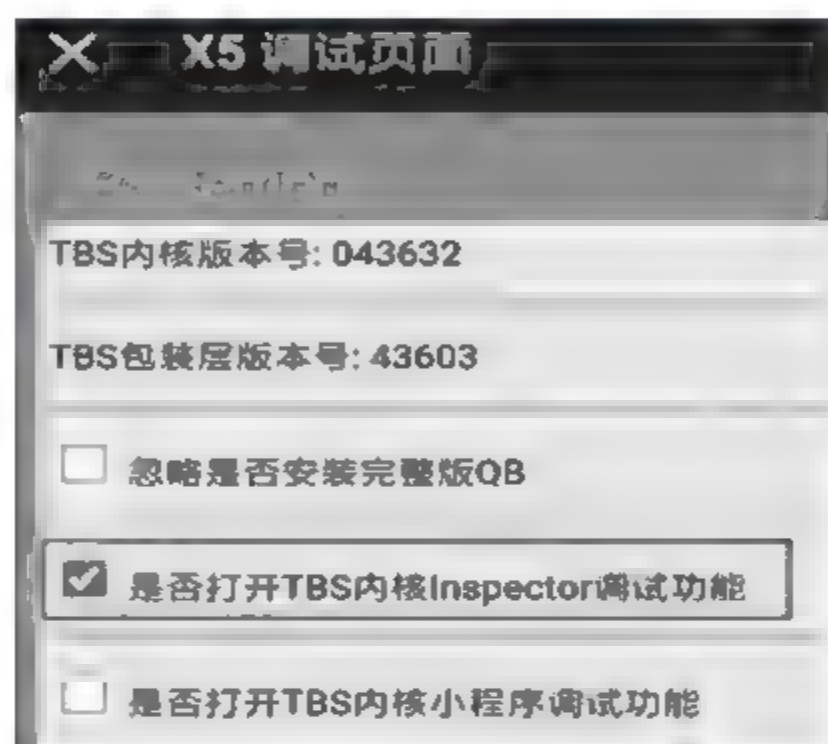 X5 调试页面
TBS内核版本号: 043632
TBS包装层版本号: 43603
忽略是否安装完整版QB
是否打开TBS内核Inspector调试功能
是否打开TBS内核小程序调试功能